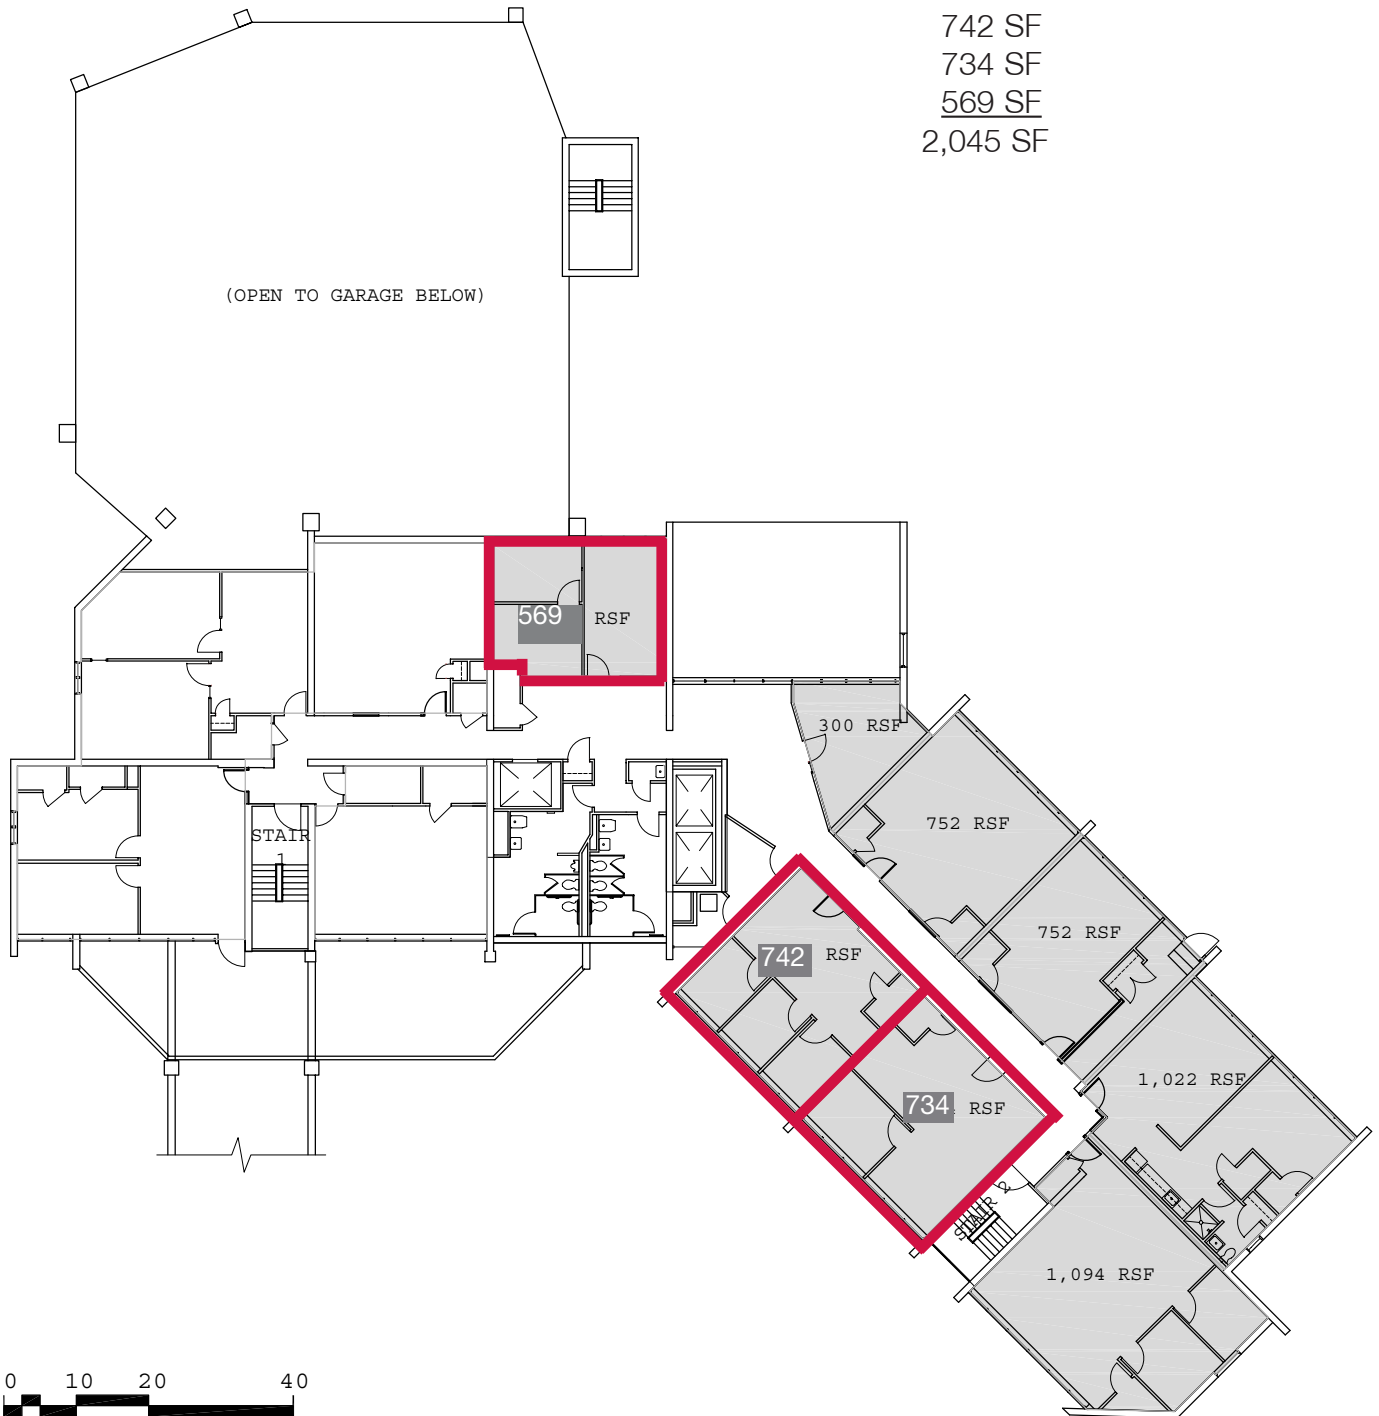 742 SF
734 SF
569 SF
2,045 SF
(OPEN TO GARAGE BELOW)
569 RSF
300 RSF
752 RSF
STAIR
1
752 RSF
742 RSF
1,022 RSF
734 RSF
STAIR 2
1,094 RSF
0 10 20 40